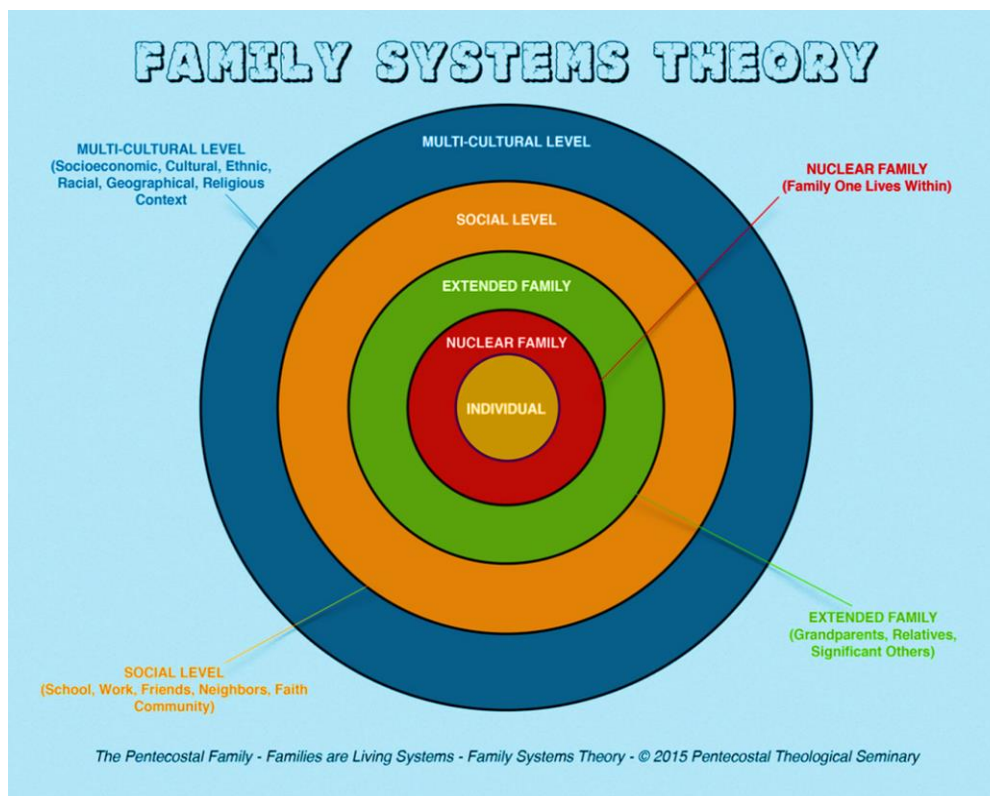 FAMILY SYSTEMS THEORY
MULTI-CULTURAL LEVEL
MULTI-CULTURAL LEVEL
(Socioeconomic, Cultural, Ethnic,
Racial, Geographical, Religious
Context
NUCLEAR FAMILY
(Family One Lives Within)
SOCIAL LEVEL
EXTENDED FAMILY
NUCLEAR FAMILY
INDIVIDUAL
EXTENDED FAMILY
(Grandparents, Relatives,
Significant Others)
SOCIAL LEVEL
(School, Work, Friends, Neighbors, Faith
Community)
The Pentecostal Family - Families are Living Systems - Family Systems Theory - © 2015 Pentecostal Theological Seminary